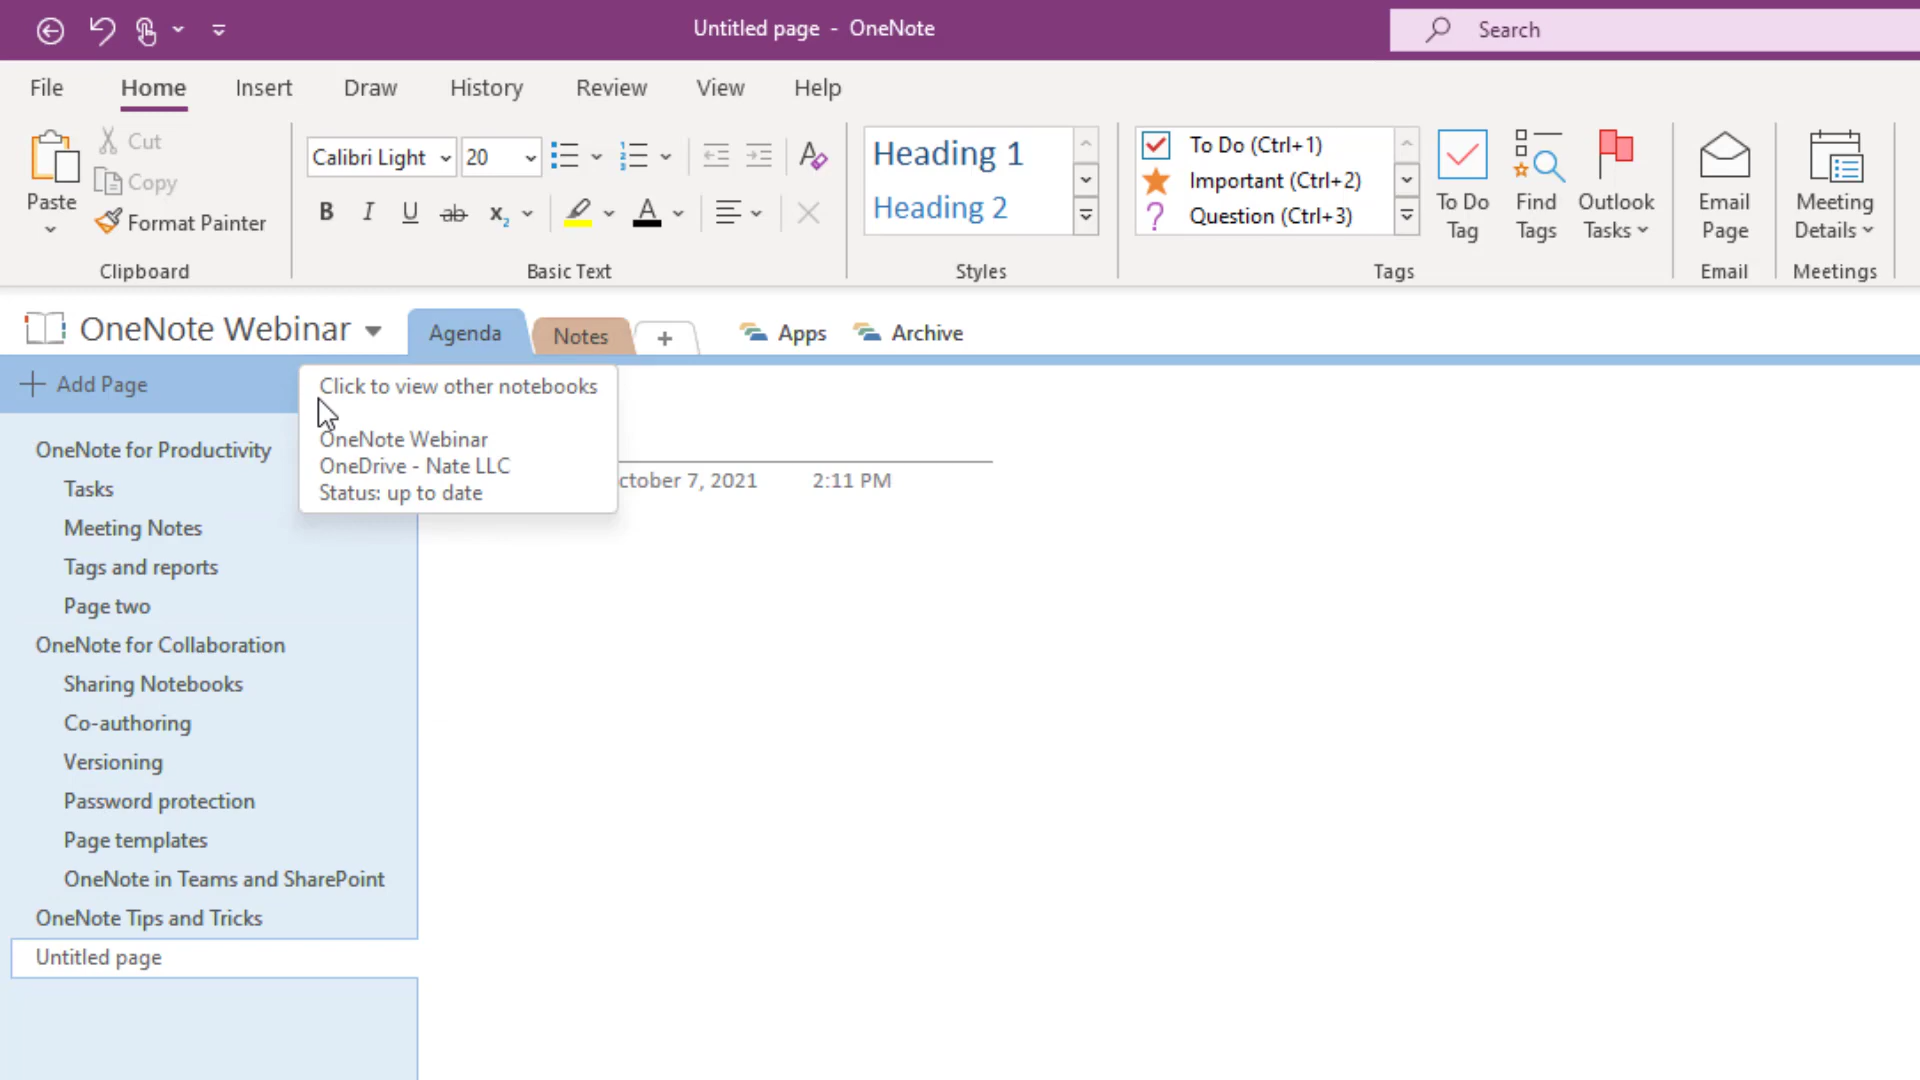 Untitled page - OneNote
Search
File Home Insert Draw History Review View Help
Paste
Cut
Copy
Format Painter
Clipboard
Calibri Light 20
B I U ab x₂ A A
Basic Text
Heading 1
Heading 2
Styles
To Do (Ctrl+1)
Important (Ctrl+2)
Question (Ctrl+3)
To Do
Tag
Find
Tags
Outlook
Tasks
Tags
Email
Page
Email
Meeting
Details
Meetings
OneNote Webinar
Agenda
Notes
+
Apps
Archive
Add Page
Click to view other notebooks
OneNote Webinar
OneDrive - Nate LLC
Status: up to date
ctober 7, 2021 2:11 PM
OneNote for Productivity
Tasks
Meeting Notes
Tags and reports
Page two
OneNote for Collaboration
Sharing Notebooks
Co-authoring
Versioning
Password protection
Page templates
OneNote in Teams and SharePoint
OneNote Tips and Tricks
Untitled page